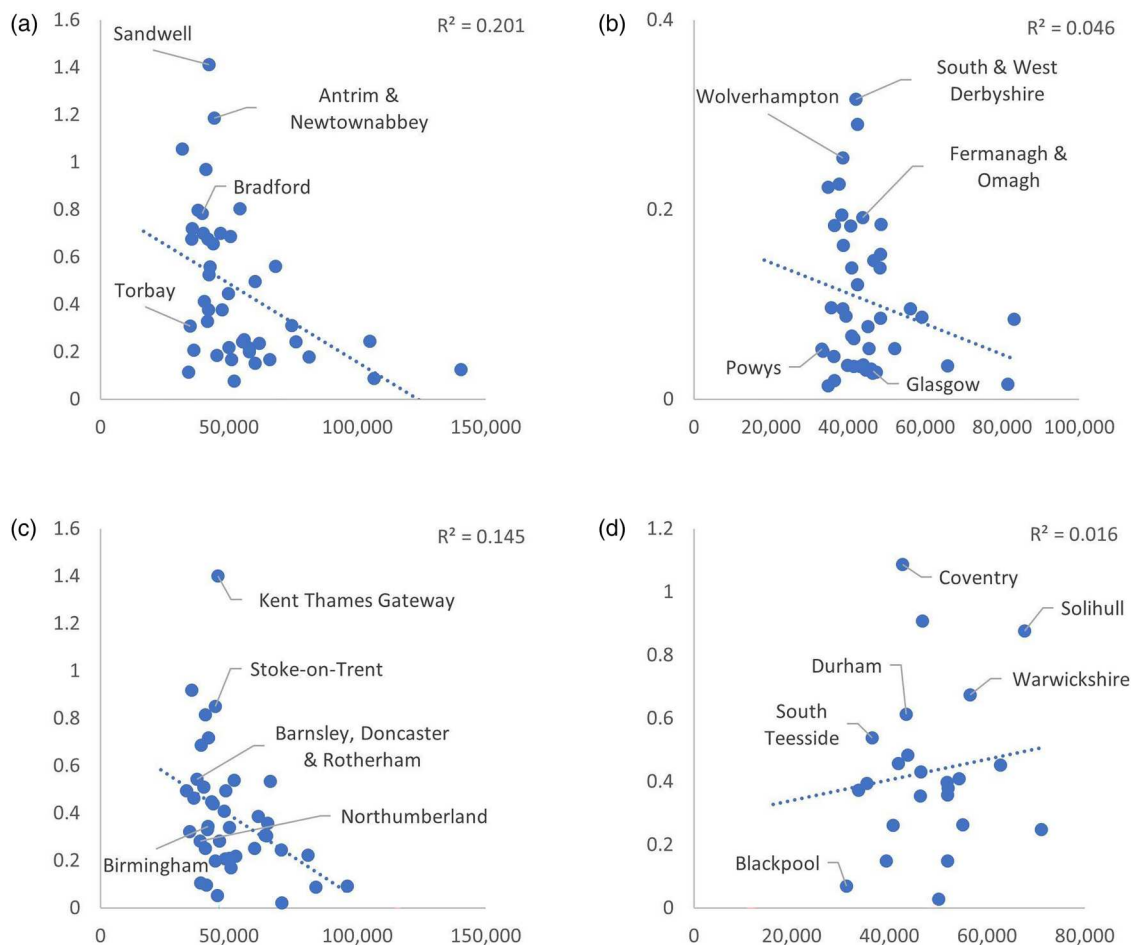 (a)
1.6
1.4
1.2
1
0.8
0.6
0.4
0.2
0
0
50,000
100,000
150,000
R² = 0.201
Sandwell
Antrim &
Newtownabbey
Bradford
Torbay
(b)
0.4
0.2
0
0
20,000
40,000
60,000
80,000
100,000
R² = 0.046
South & West
Derbyshire
Wolverhampton
Fermanagh &
Omagh
Powys
Glasgow
(c)
1.6
1.4
1.2
1
0.8
0.6
0.4
0.2
0
0
50,000
100,000
150,000
R² = 0.145
Kent Thames Gateway
Stoke-on-Trent
Barnsley, Doncaster
& Rotherham
Northumberland
Birmingham
(d)
1.2
1
0.8
0.6
0.4
0.2
0
0
20,000
40,000
60,000
80,000
R² = 0.016
Coventry
Solihull
Durham
Warwickshire
South
Teesside
Blackpool